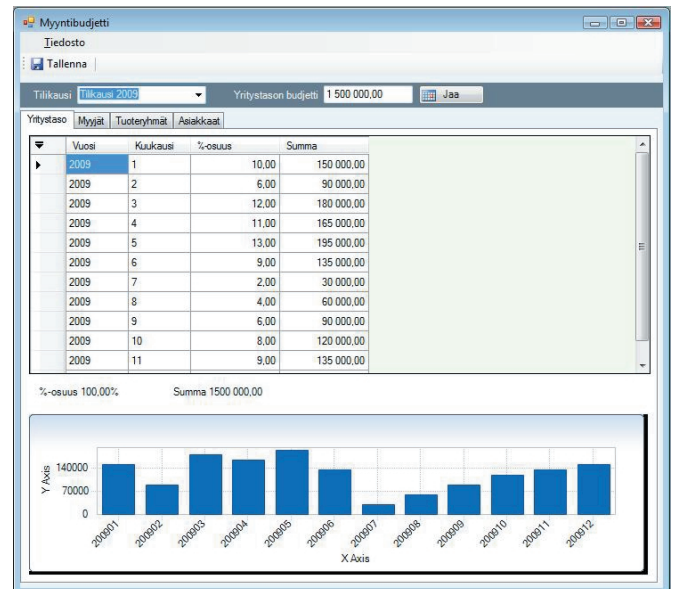 Myyntibudjetti
Tiedosto
Tallenna
Tilikausi Tilikausi 2009 Yritystason budjetti 1 500 000,00 Jaa
Yritystaso Myyjät Tuoteryhmät Asiakkaat
Vuosi Kuukausi %-osuus Summa
2009 1 10,00 150 000,00
2009 2 6,00 90 000,00
2009 3 12,00 180 000,00
2009 4 11,00 165 000,00
2009 5 13,00 195 000,00
2009 6 9,00 135 000,00
2009 7 2,00 30 000,00
2009 8 4,00 60 000,00
2009 9 6,00 90 000,00
2009 10 8,00 120 000,00
2009 11 9,00 135 000,00
%-osuus 100,00% Summa 1500 000,00
Y Axis
140000
70000
0
200901 200902 200903 200904 200905 200906 200907 200908 200909 200910 200911 200912
X Axis